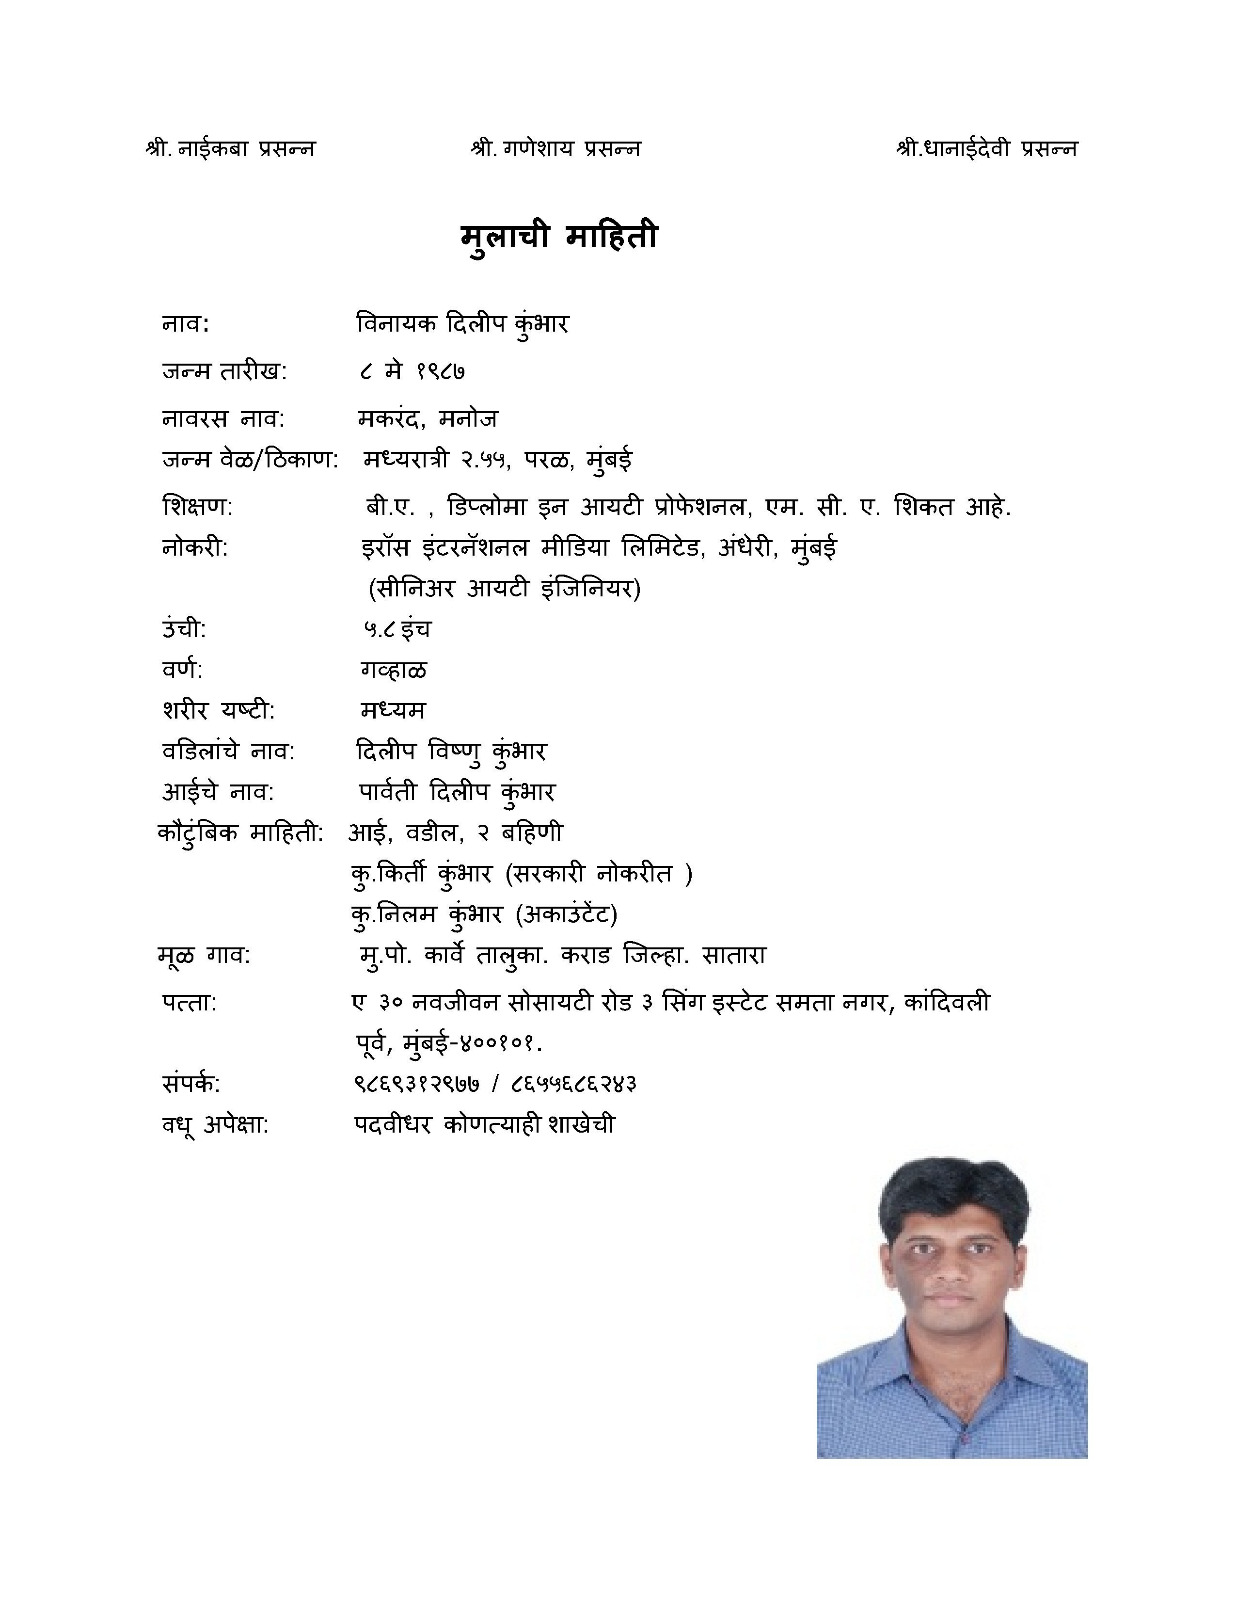 श्री. नाईकबा प्रसन्न श्री. गणेशाय प्रसन्न श्री.धानाईदेवी प्रसन्न
मुलाची माहिती
नाव: विनायक दिलीप कुंभार
जन्म तारीख: ८ मे १९८७
नावरस नाव: मकरंद, मनोज
जन्म वेळ/ठिकाण: मध्यरात्री २.५५, परळ, मुंबई
शिक्षण: बी.ए. , डिप्लोमा इन आयटी प्रोफेशनल, एम. सी. ए. शिकत आहे.
नोकरी: इरॉस इंटरनॅशनल मीडिया लिमिटेड, अंधेरी, मुंबई
(सीनिअर आयटी इंजिनियर)
उंची: ५.८ इंच
वर्ण: गव्हाळ
शरीर यष्टी: मध्यम
वडिलांचे नाव: दिलीप विष्णु कुंभार
आईचे नाव: पार्वती दिलीप कुंभार
कौटुंबिक माहिती: आई, वडील, २ बहिणी
कु.किर्ती कुंभार (सरकारी नोकरीत )
कु.निलम कुंभार (अकाउंटेंट)
मूळ गाव: मु.पो. कार्वे तालुका. कराड जिल्हा. सातारा
पत्ता: ए ३० नवजीवन सोसायटी रोड ३ सिंग इस्टेट समता नगर, कांदिवली
पूर्व, मुंबई-४००१०१.
संपर्क: ९८६९३१२९७७ / ८६५५६८६२४३
वधू अपेक्षा: पदवीधर कोणत्याही शाखेची